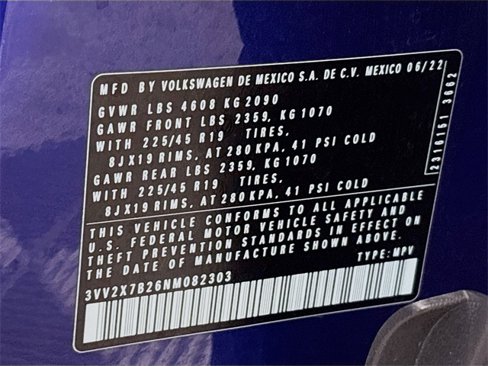 MFD BY VOLKSWAGEN DE MEXICO S.A. DE C.V. MEXICO 06/22
GVWR LBS 4608 KG 2090
GAWR FRONT LBS 2359, KG 1070
WITH 225/45 R19 TIRES,
8JX19 RIMS, AT 280 KPA, 41 PSI COLD
GAWR REAR LBS 2359, KG 1070
WITH 225/45 R19 TIRES,
8JX19 RIMS, AT 280 KPA, 41 PSI COLD
2316151 3662
THIS VEHICLE CONFORMS TO ALL APPLICABLE
U.S. FEDERAL MOTOR VEHICLE SAFETY AND
THEFT PREVENTION STANDARDS IN EFFECT ON
THE DATE OF MANUFACTURE SHOWN ABOVE.
3VV2X7B26NM082303 TYPE: MPV